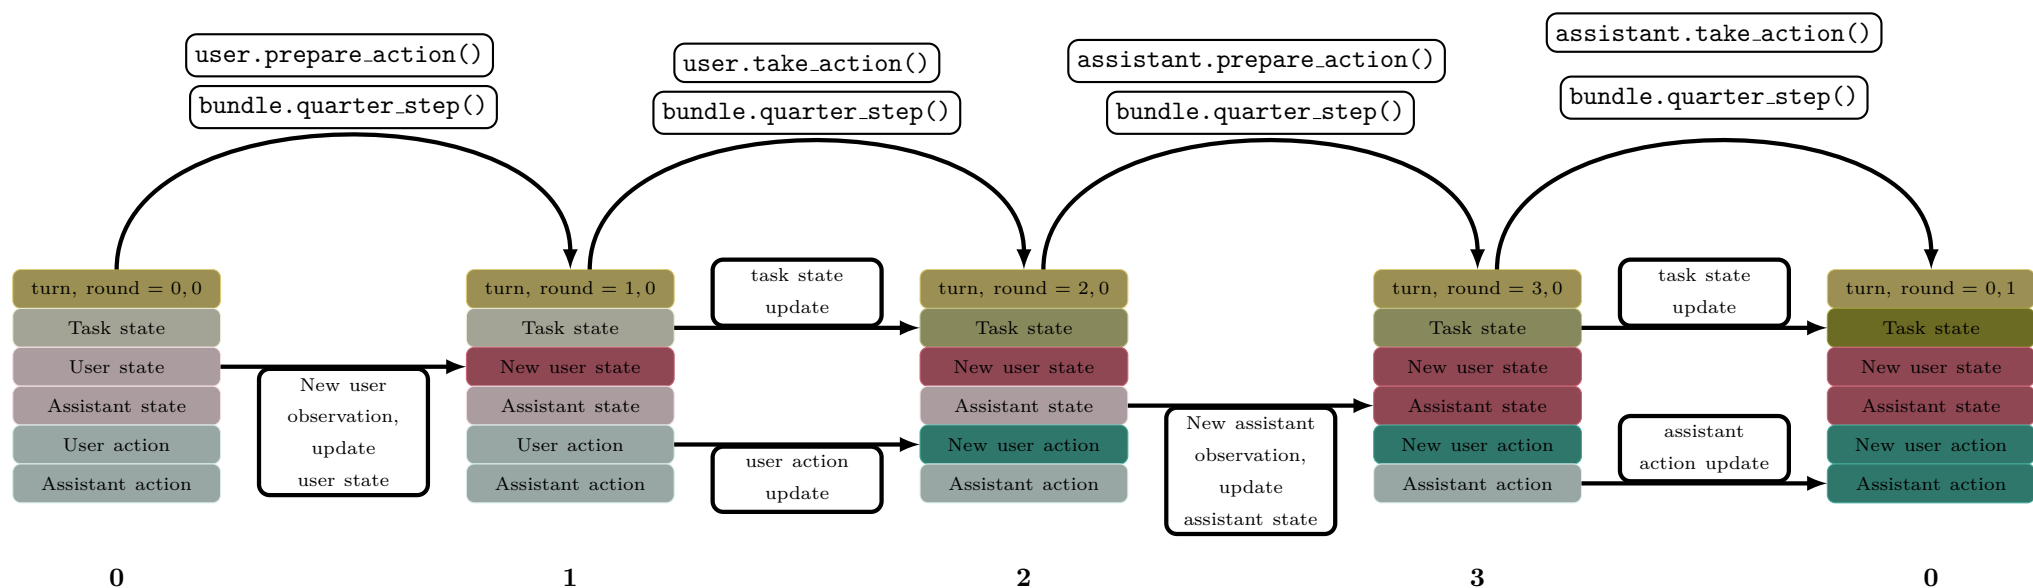 user.prepare_action()
bundle.quarter_step()
user.take_action()
bundle.quarter_step()
assistant.prepare_action()
bundle.quarter_step()
assistant.take_action()
bundle.quarter_step()
turn, round = 0, 0
Task state
User state
Assistant state
User action
Assistant action
New user
observation,
update
user state
turn, round = 1, 0
Task state
New user state
Assistant state
User action
Assistant action
task state
update
user action
update
turn, round = 2, 0
Task state
New user state
Assistant state
New user action
Assistant action
New assistant
observation,
update
assistant state
turn, round = 3, 0
Task state
New user state
Assistant state
New user action
Assistant action
task state
update
assistant
action update
turn, round = 0, 1
Task state
New user state
Assistant state
New user action
Assistant action
0
1
2
3
0